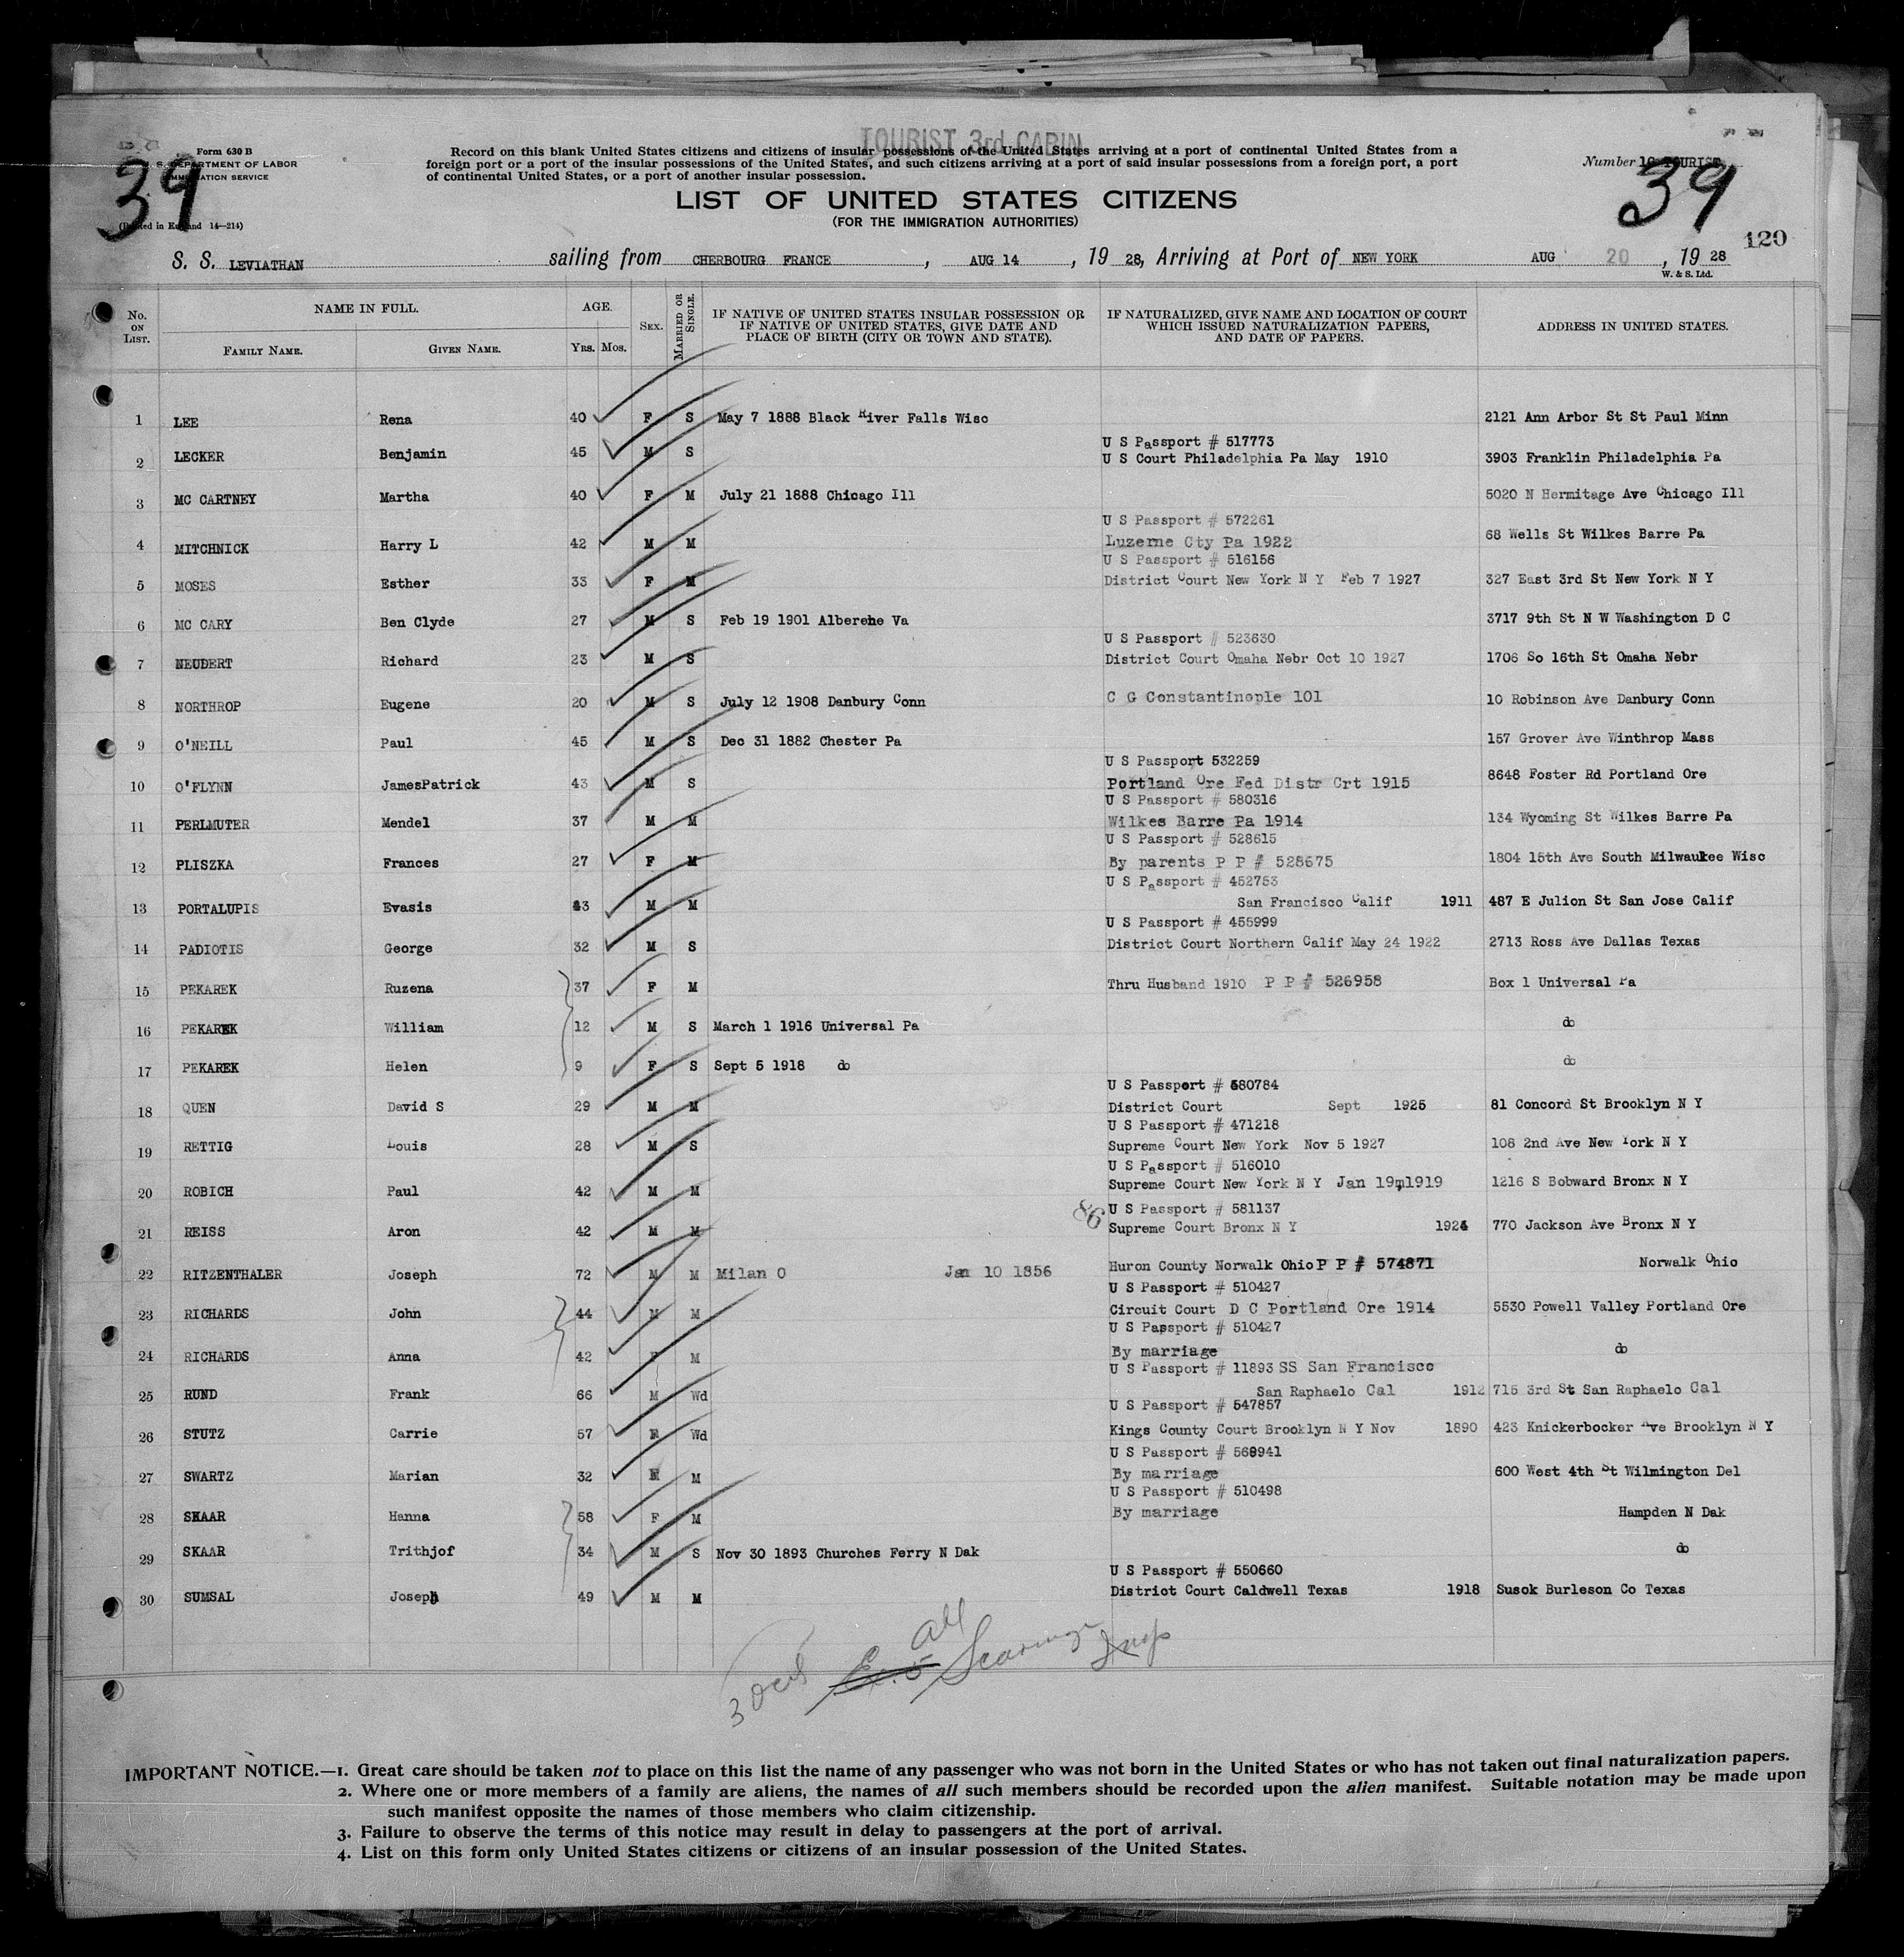 TOURIST 3rd CABIN
Form 630 B
U. S. DEPARTMENT OF LABOR
IMMIGRATION SERVICE
(Printed in England 14—214)
39
Record on this blank United States citizens and citizens of insular possessions of the United States arriving at a port of continental United States from a
foreign port or a port of the insular possessions of the United States, and such citizens arriving at a port of said insular possessions from a foreign port, a port
of continental United States, or a port of another insular possession.
Number 16 TOURIST
39
LIST OF UNITED STATES CITIZENS
(FOR THE IMMIGRATION AUTHORITIES)
120
S. S. LEVIATHAN sailing from CHERBOURG FRANCE, AUG 14, 19 28, Arriving at Port of NEW YORK AUG 20, 19 28
W. & S. Ltd.
No. ON LIST. NAME IN FULL. FAMILY NAME. GIVEN NAME. AGE. YRS. MOS. SEX. MARRIED OR SINGLE. IF NATIVE OF UNITED STATES INSULAR POSSESSION OR IF NATIVE OF UNITED STATES, GIVE DATE AND PLACE OF BIRTH (CITY OR TOWN AND STATE). IF NATURALIZED, GIVE NAME AND LOCATION OF COURT WHICH ISSUED NATURALIZATION PAPERS, AND DATE OF PAPERS. ADDRESS IN UNITED STATES.
1 LEE Rena 40 F S May 7 1888 Black River Falls Wisc 2121 Ann Arbor St St Paul Minn
U S Passport # 517773
2 LECKER Benjamin 45 M S U S Court Philadelphia Pa May 1910 3903 Franklin Philadelphia Pa
3 MC CARTNEY Martha 40 F M July 21 1888 Chicago Ill 5020 N Hermitage Ave Chicago Ill
U S Passport # 572261
4 MITCHNICK Harry L 42 M M Luzerne Cty Pa 1922 68 Wells St Wilkes Barre Pa
U S Passport # 516156
5 MOSES Esther 33 F M District Court New York N Y Feb 7 1927 327 East 3rd St New York N Y
6 MC CARY Ben Clyde 27 M S Feb 19 1901 Alberene Va 3717 9th St N W Washington D C
U S Passport # 523630
7 NEUDERT Richard 23 M S District Court Omaha Nebr Oct 10 1927 1706 So 16th St Omaha Nebr
8 NORTHROP Eugene 20 M S July 12 1908 Danbury Conn C G Constantinople 101 10 Robinson Ave Danbury Conn
9 O'NEILL Paul 45 M S Dec 31 1882 Chester Pa 157 Grover Ave Winthrop Mass
U S Passport 532259
10 O'FLYNN JamesPatrick 43 M S Portland Ore Fed Distr Crt 1915 8648 Foster Rd Portland Ore
U S Passport # 580316
11 PERLMUTER Mendel 37 M M Wilkes Barre Pa 1914 134 Wyoming St Wilkes Barre Pa
U S Passport # 528615
12 PLISZKA Frances 27 F M By parents P P # 528675 1804 15th Ave South Milwaukee Wisc
U S Passport # 452753
13 PORTALUPIS Evasis 43 M M San Francisco Calif 1911 487 E Julion St San Jose Calif
U S Passport # 455999
14 PADIOTIS George 32 M S District Court Northern Calif May 24 1922 2713 Ross Ave Dallas Texas
15 PEKAREK Ruzena 37 F M Thru Husband 1910 P P # 526958 Box 1 Universal Pa
16 PEKAREK William 12 M S March 1 1916 Universal Pa do
17 PEKAREK Helen 9 F S Sept 5 1918 do do
U S Passport # 580784
18 QUEN David S 29 M M District Court Sept 1925 81 Concord St Brooklyn N Y
U S Passport # 471218
19 RETTIG Louis 28 M S Supreme Court New York Nov 5 1927 108 2nd Ave New York N Y
U S Passport # 516010
20 ROBICH Paul 42 M M Supreme Court New York N Y Jan 19m1919 1216 S Bobward Bronx N Y
U S Passport # 581137
21 REISS Aron 42 M M 86 Supreme Court Bronx N Y 1924 770 Jackson Ave Bronx N Y
22 RITZENTHALER Joseph 72 M M Milan O Jan 10 1856 Huron County Norwalk Ohio P P # 574871 Norwalk Ohio
U S Passport # 510427
23 RICHARDS John 44 M M Circuit Court D C Portland Ore 1914 5530 Powell Valley Portland Ore
U S Passport # 510427
24 RICHARDS Anna 42 F M By marriage do
U S Passport # 11893 SS San Francisco
25 RUND Frank 66 M Wd San Raphaelo Cal 1912 715 3rd St San Raphaelo Cal
U S Passport # 547857
26 STUTZ Carrie 57 F Wd Kings County Court Brooklyn N Y Nov 1890 423 Knickerbocker Ave Brooklyn N Y
U S Passport # 569941
27 SWARTZ Marian 32 F M By marriage 600 West 4th St Wilmington Del
U S Passport # 510498
28 SKAAR Hanna 58 F M By marriage Hampden N Dak
29 SKAAR Trithjof 34 M S Nov 30 1893 Churches Ferry N Dak do
U S Passport # 550660
30 SUMSAL Joseph 49 M M District Court Caldwell Texas 1918 Susok Burleson Co Texas
all
IMPORTANT NOTICE.—1. Great care should be taken not to place on this list the name of any passenger who was not born in the United States or who has not taken out final naturalization papers.
2. Where one or more members of a family are aliens, the names of all such members should be recorded upon the alien manifest. Suitable notation may be made upon
such manifest opposite the names of those members who claim citizenship.
3. Failure to observe the terms of this notice may result in delay to passengers at the port of arrival.
4. List on this form only United States citizens or citizens of an insular possession of the United States.